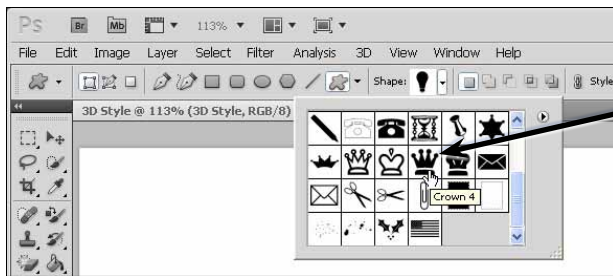 Ps Br Mb 113%
File Edit Image Layer Select Filter Analysis 3D View Window Help
Shape: Style
3D Style @ 113% (3D Style, RGB/8)
Crown 4